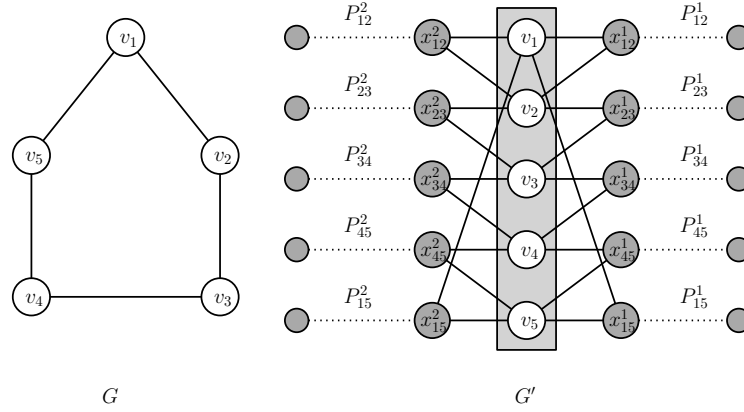 v₁
v₅ v₂
v₄ v₃
G
P²₁₂ P¹₁₂
x²₁₂ v₁ x¹₁₂
P²₂₃ P¹₂₃
x²₂₃ v₂ x¹₂₃
P²₃₄ P¹₃₄
x²₃₄ v₃ x¹₃₄
P²₄₅ P¹₄₅
x²₄₅ v₄ x¹₄₅
P²₁₅ P¹₁₅
x²₁₅ v₅ x¹₁₅
G′